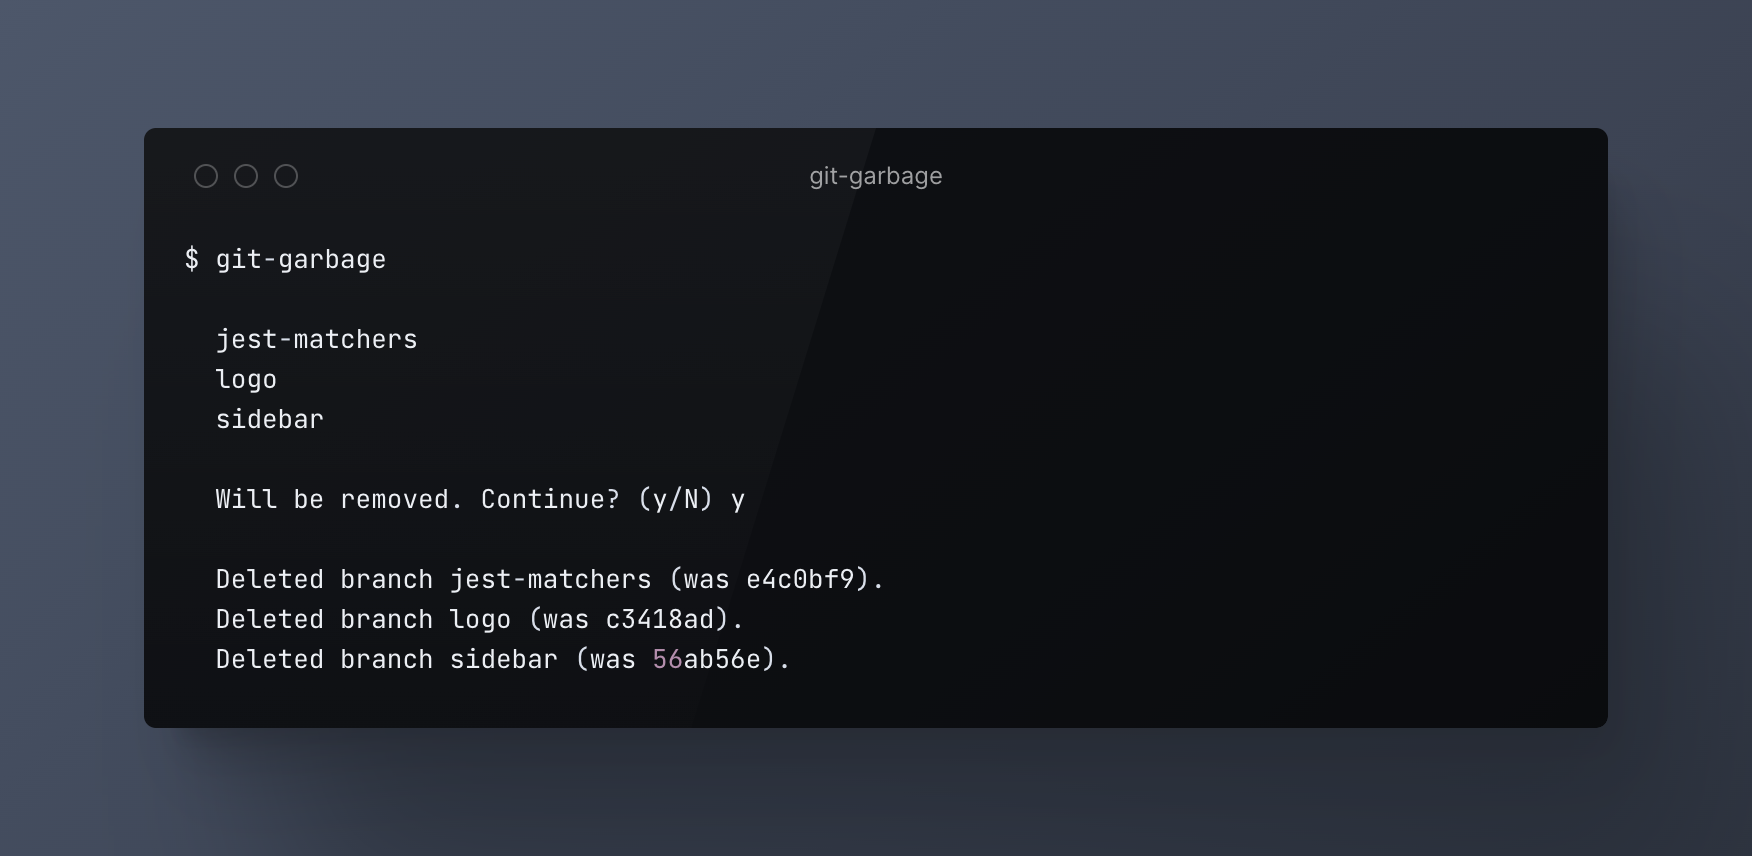 git-garbage
$ git-garbage
jest-matchers
logo
sidebar
Will be removed. Continue? (y/N) y
Deleted branch jest-matchers (was e4c0bf9).
Deleted branch logo (was c3418ad).
Deleted branch sidebar (was 56ab56e).